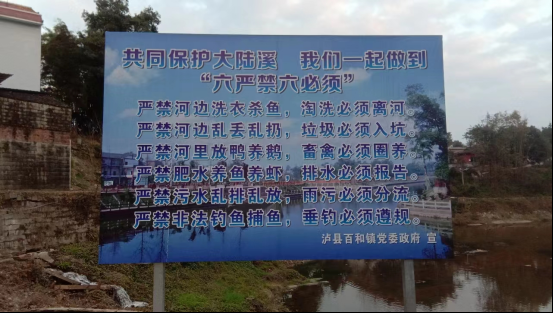 共同保护大陆溪 我们一起做到
“六严禁六必须”
严禁河边洗衣杀鱼，淘洗必须离河。
严禁河边乱丢乱扔，垃圾必须入坑。
严禁河里放鸭养鹅，畜禽必须圈养。
严禁肥水养鱼养虾，排水必须报告。
严禁污水乱排乱放，雨污必须分流。
严禁非法钓鱼捕鱼，垂钓必须遵规。
泸县百和镇党委政府 宣